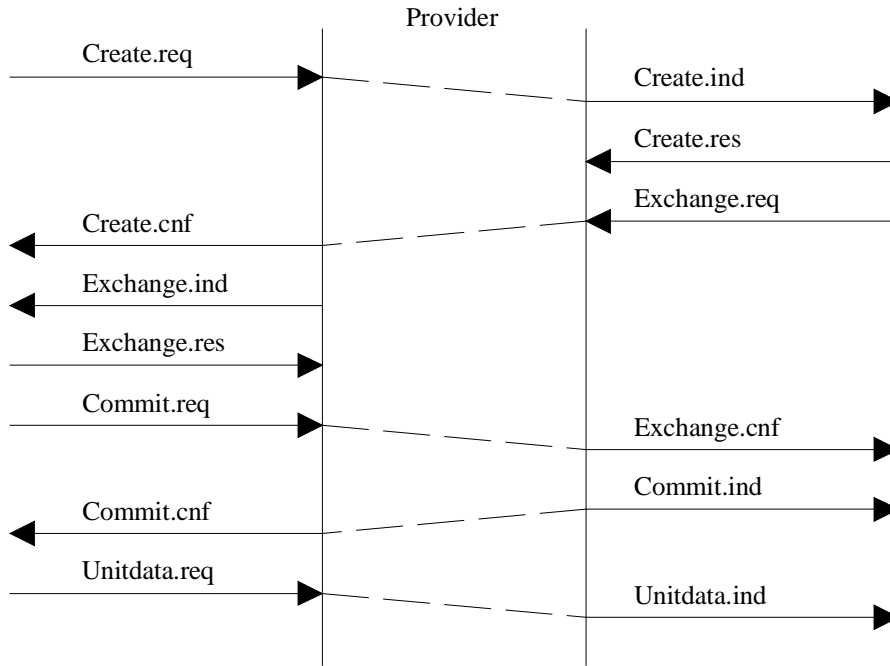 Provider
Create.req
Create.ind
Create.res
Exchange.req
Create.cnf
Exchange.ind
Exchange.res
Commit.req
Exchange.cnf
Commit.ind
Commit.cnf
Unitdata.req
Unitdata.ind